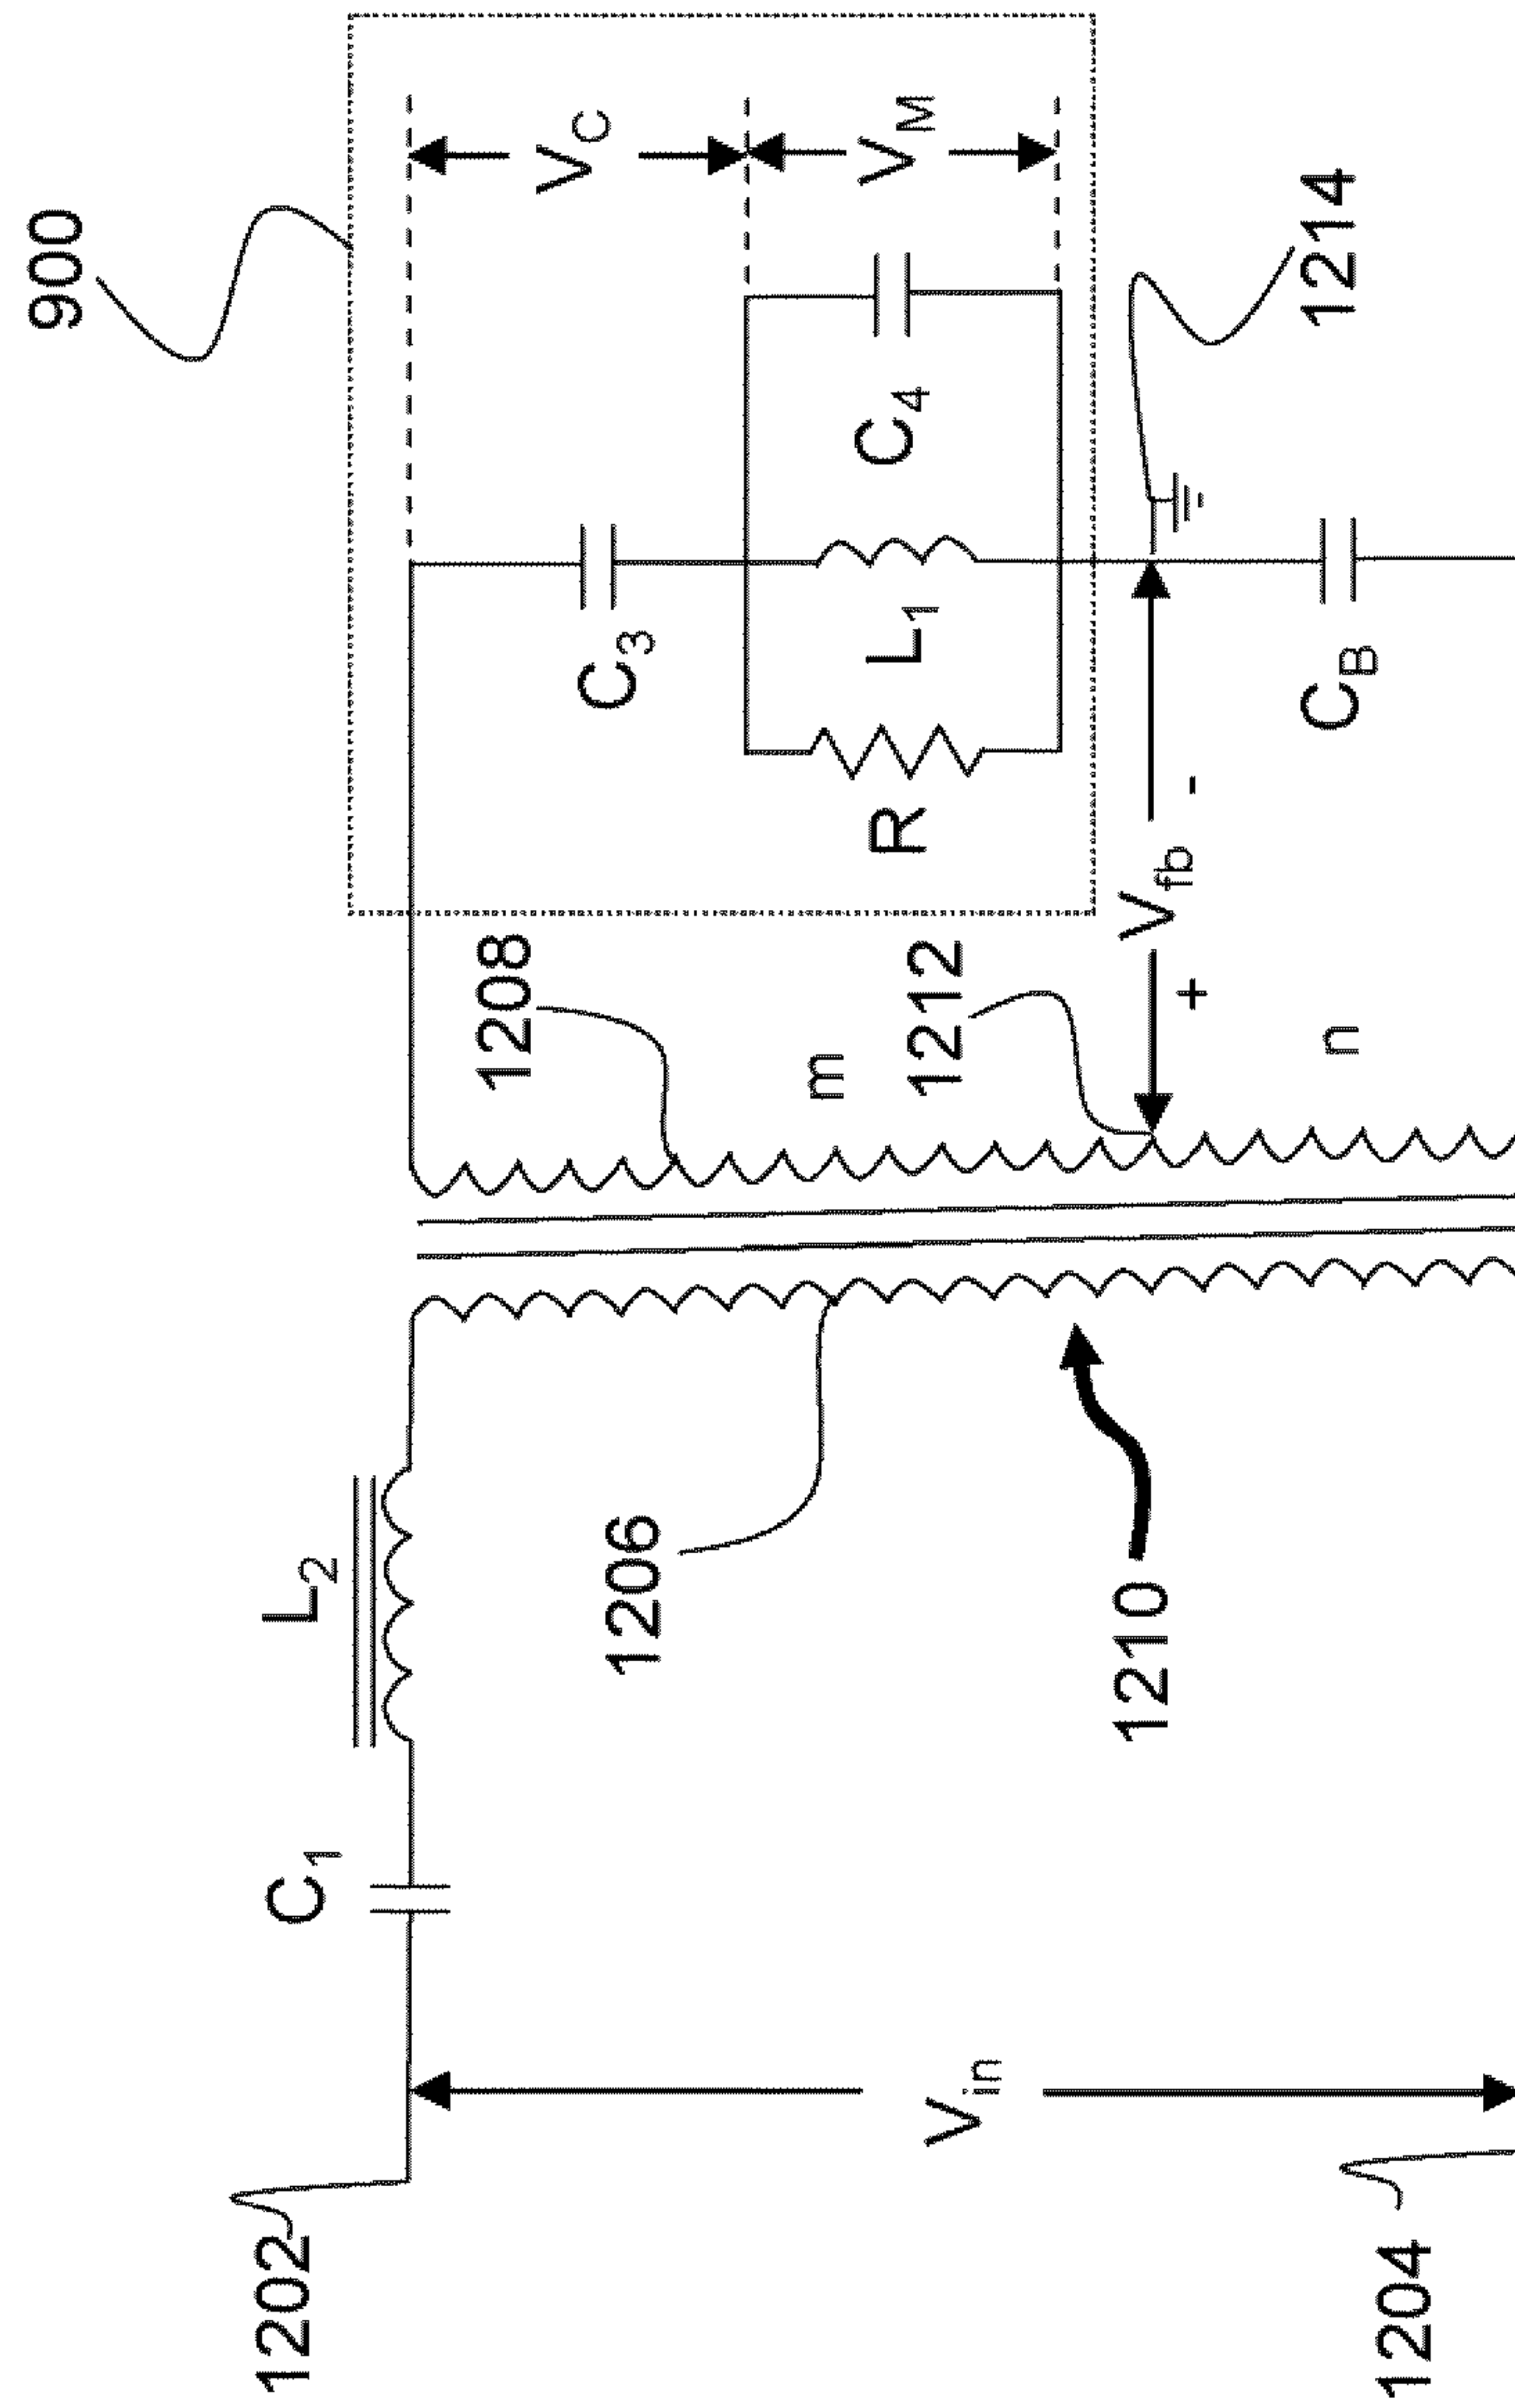 900
V_C
V_M
C_3
C_4
L_1
R
1214
1208
m
1212
V_fb
+
-
n
C_B
L_2
C_1
1206
1210
V_in
1202
1204